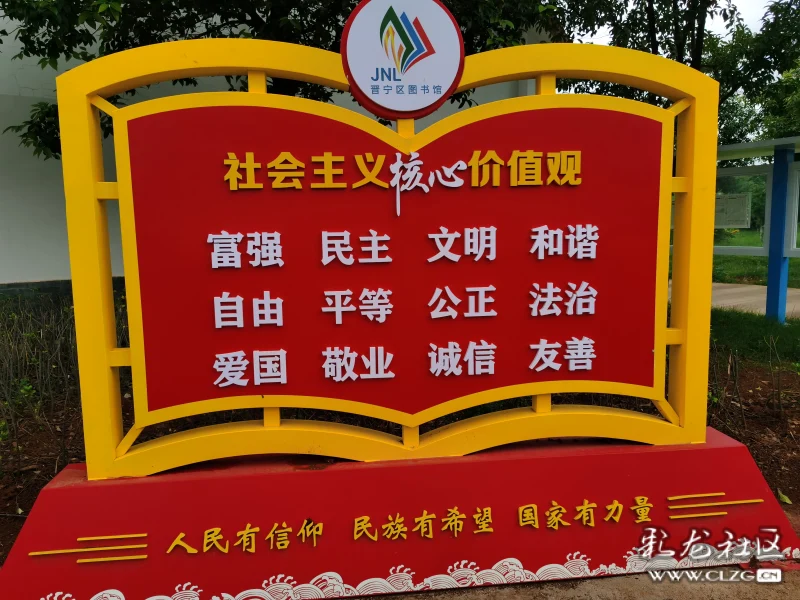 JNL
晋宁区图书馆
社会主义核心价值观
富强 民主 文明 和谐
自由 平等 公正 法治
爱国 敬业 诚信 友善
人民有信仰 民族有希望 国家有力量
彩龙社区
WWW.CLZG.CN